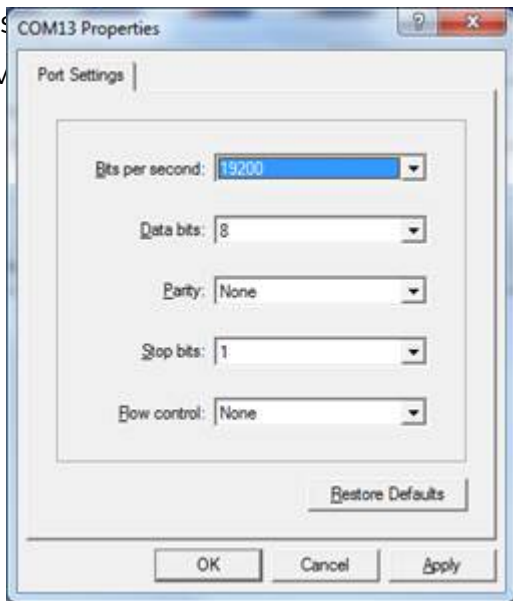 COM13 Properties
Port Settings
Bits per second: 19200
Data bits: 8
Parity: None
Stop bits: 1
Flow control: None
Restore Defaults
OK Cancel Apply